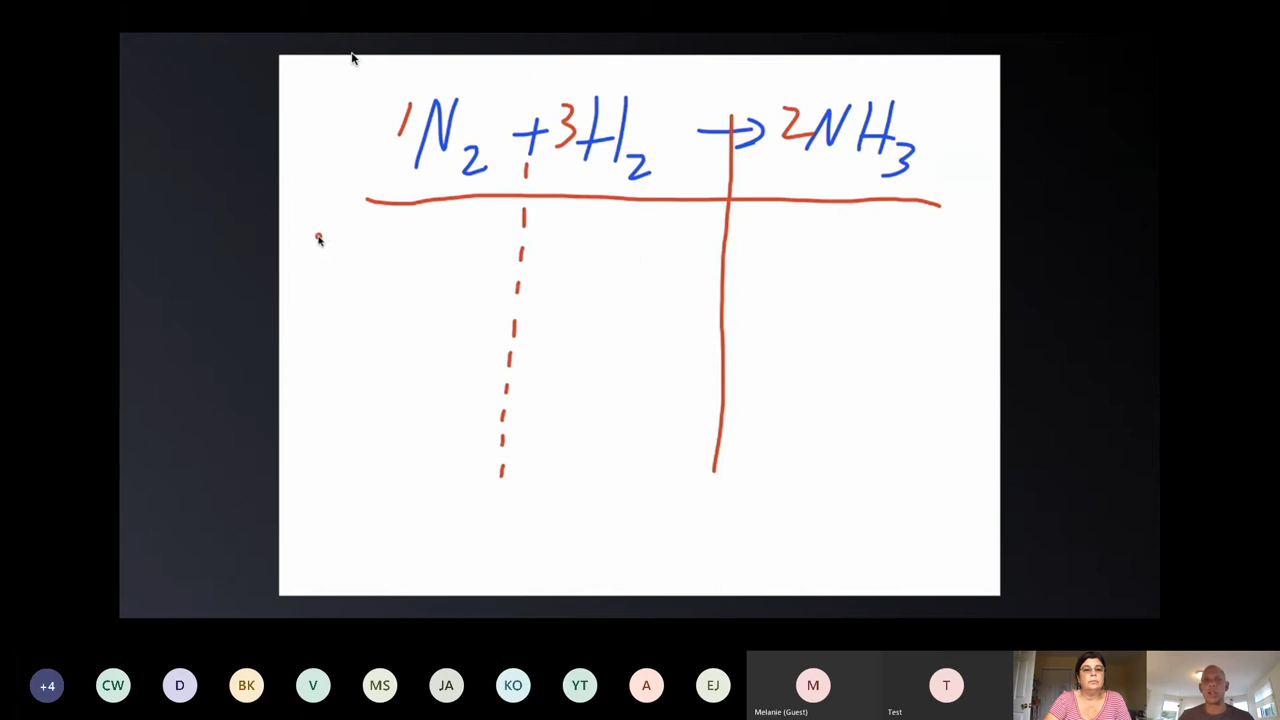 1N2 + 3H2 → 2NH3
+4 CW D BK V MS JA KO YT A EJ M T
Melanie (Guest) Test